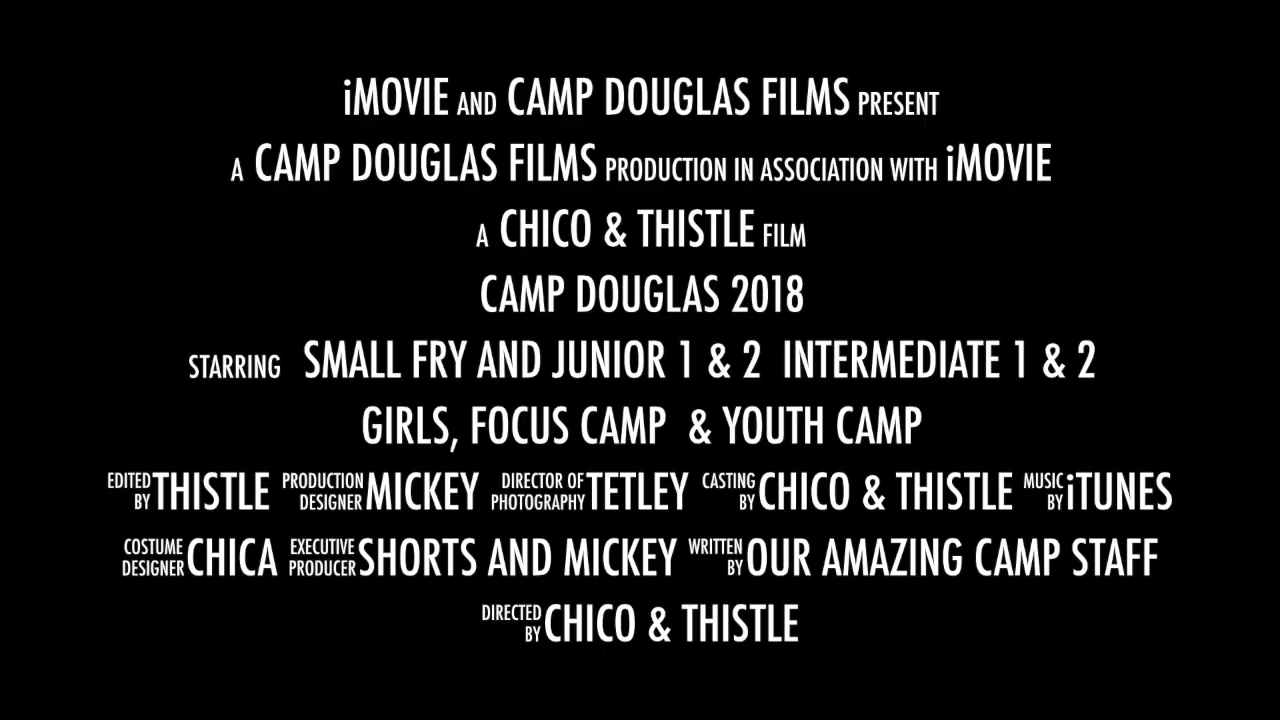 iMOVIE AND CAMP DOUGLAS FILMS PRESENT
A CAMP DOUGLAS FILMS PRODUCTION IN ASSOCIATION WITH iMOVIE
A CHICO & THISTLE FILM
CAMP DOUGLAS 2018
STARRING SMALL FRY AND JUNIOR 1 & 2 INTERMEDIATE 1 & 2
GIRLS, FOCUS CAMP & YOUTH CAMP
EDITED BY THISTLE PRODUCTION DESIGNER MICKEY DIRECTOR OF PHOTOGRAPHY TETLEY CASTING BY CHICO & THISTLE MUSIC BY iTUNES
COSTUME DESIGNER CHICA EXECUTIVE PRODUCER SHORTS AND MICKEY WRITTEN BY OUR AMAZING CAMP STAFF
DIRECTED BY CHICO & THISTLE